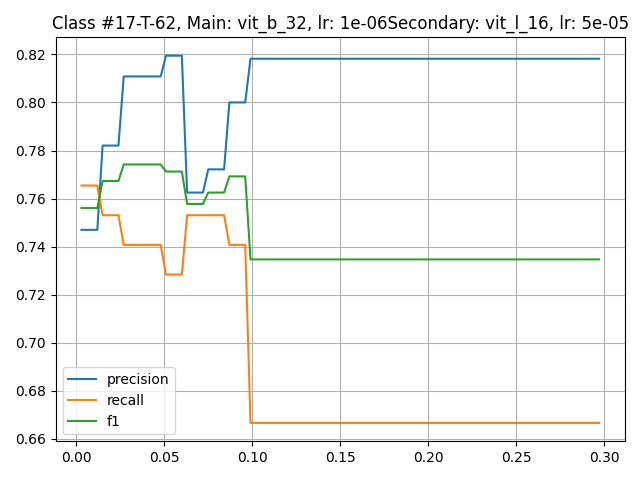 Class #17-T-62, Main: vit_b_32, lr: 1e-06Secondary: vit_l_16, lr: 5e-05
0.82
0.80
0.78
0.76
0.74
0.72
0.70
0.68
0.66
precision
recall
f1
0.00 0.05 0.10 0.15 0.20 0.25 0.30